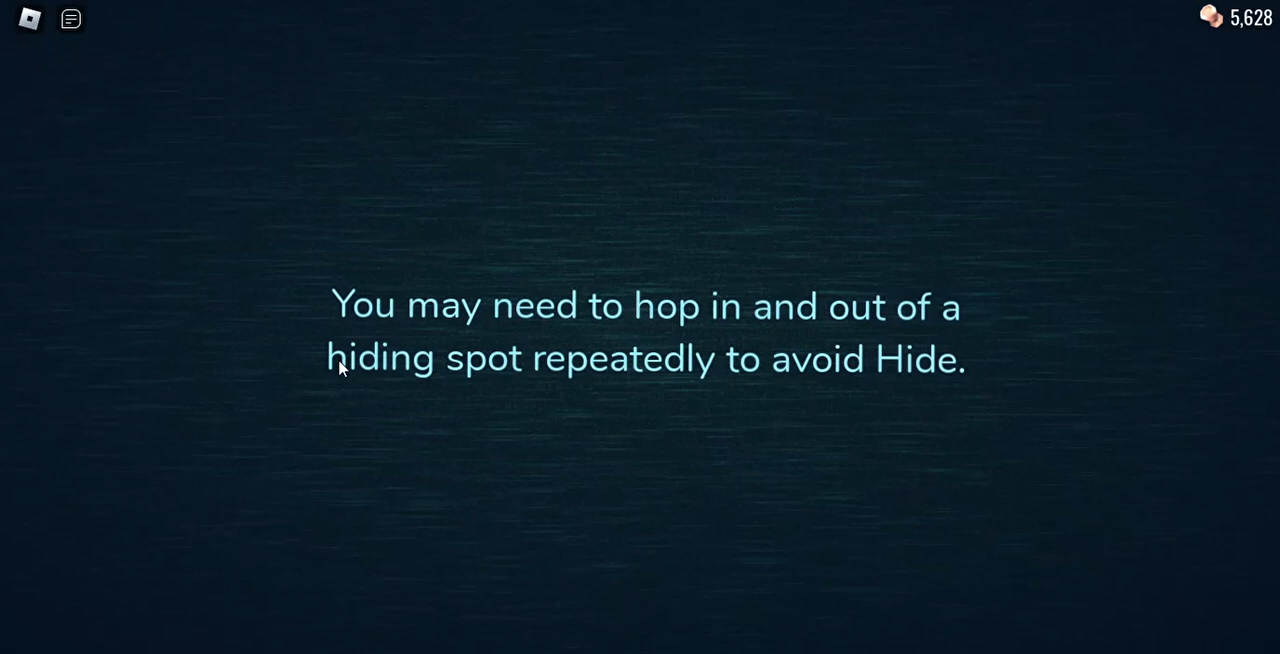 5,628
You may need to hop in and out of a
hiding spot repeatedly to avoid Hide.